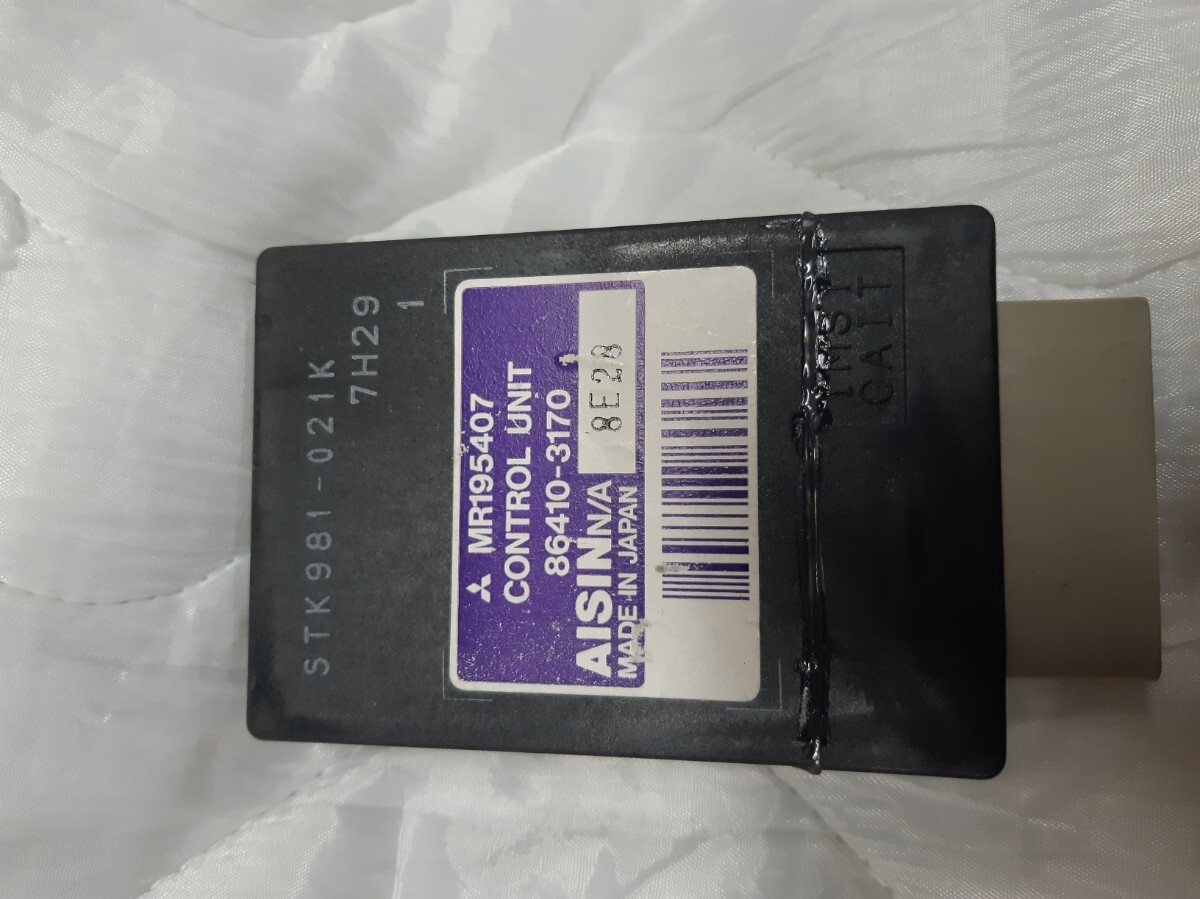 STK981-021K
7H29
1
MR195407
CONTROL UNIT
86410-3170
AISIN N/A
8E28
MADE IN JAPAN
CAIT